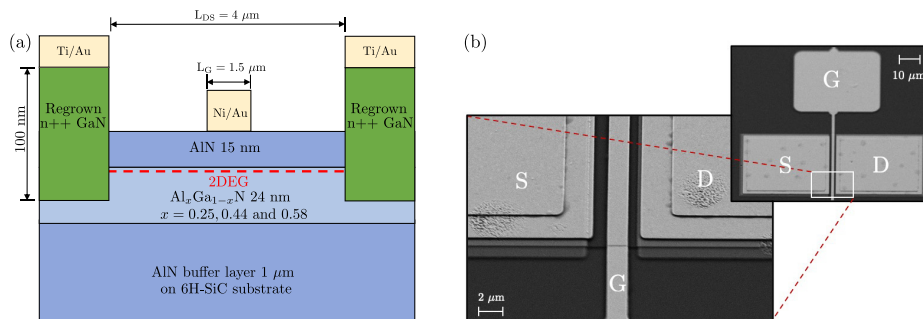 (a)
L_DS = 4 μm
Ti/Au
Ti/Au
L_G = 1.5 μm
100 nm
Regrown
n++ GaN
Ni/Au
Regrown
n++ GaN
AlN 15 nm
2DEG
Al_xGa_{1−x}N 24 nm
x = 0.25, 0.44 and 0.58
AlN buffer layer 1 μm
on 6H-SiC substrate
(b)
G
10 μm
S
D
S
D
G
2 μm